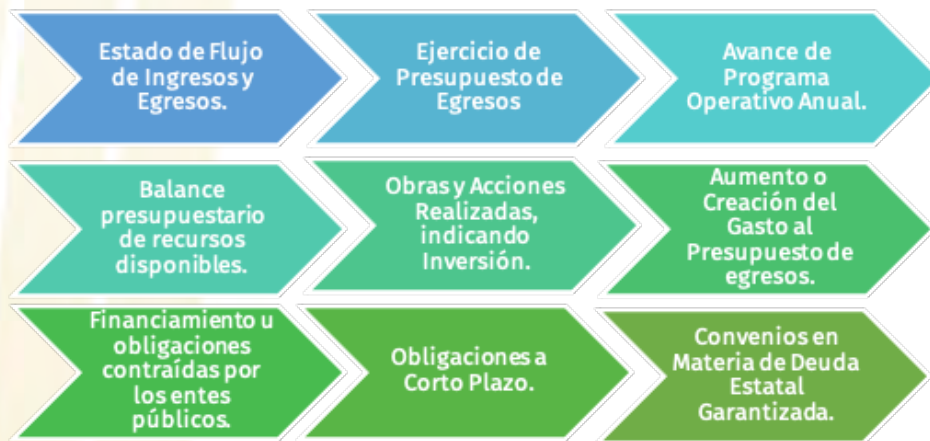 Estado de Flujo
de Ingresos y
Egresos.
Ejercicio de
Presupuesto de
Egresos
Avance de
Programa
Operativo Anual.
Balance
presupuestario
de recursos
disponibles.
Obras y Acciones
Realizadas,
indicando
Inversión.
Aumento o
Creación del
Gasto al
Presupuesto de
egresos.
Financiamiento u
obligaciones
contraídas por
los entes
públicos.
Obligaciones a
Corto Plazo.
Convenios en
Materia de Deuda
Estatal
Garantizada.